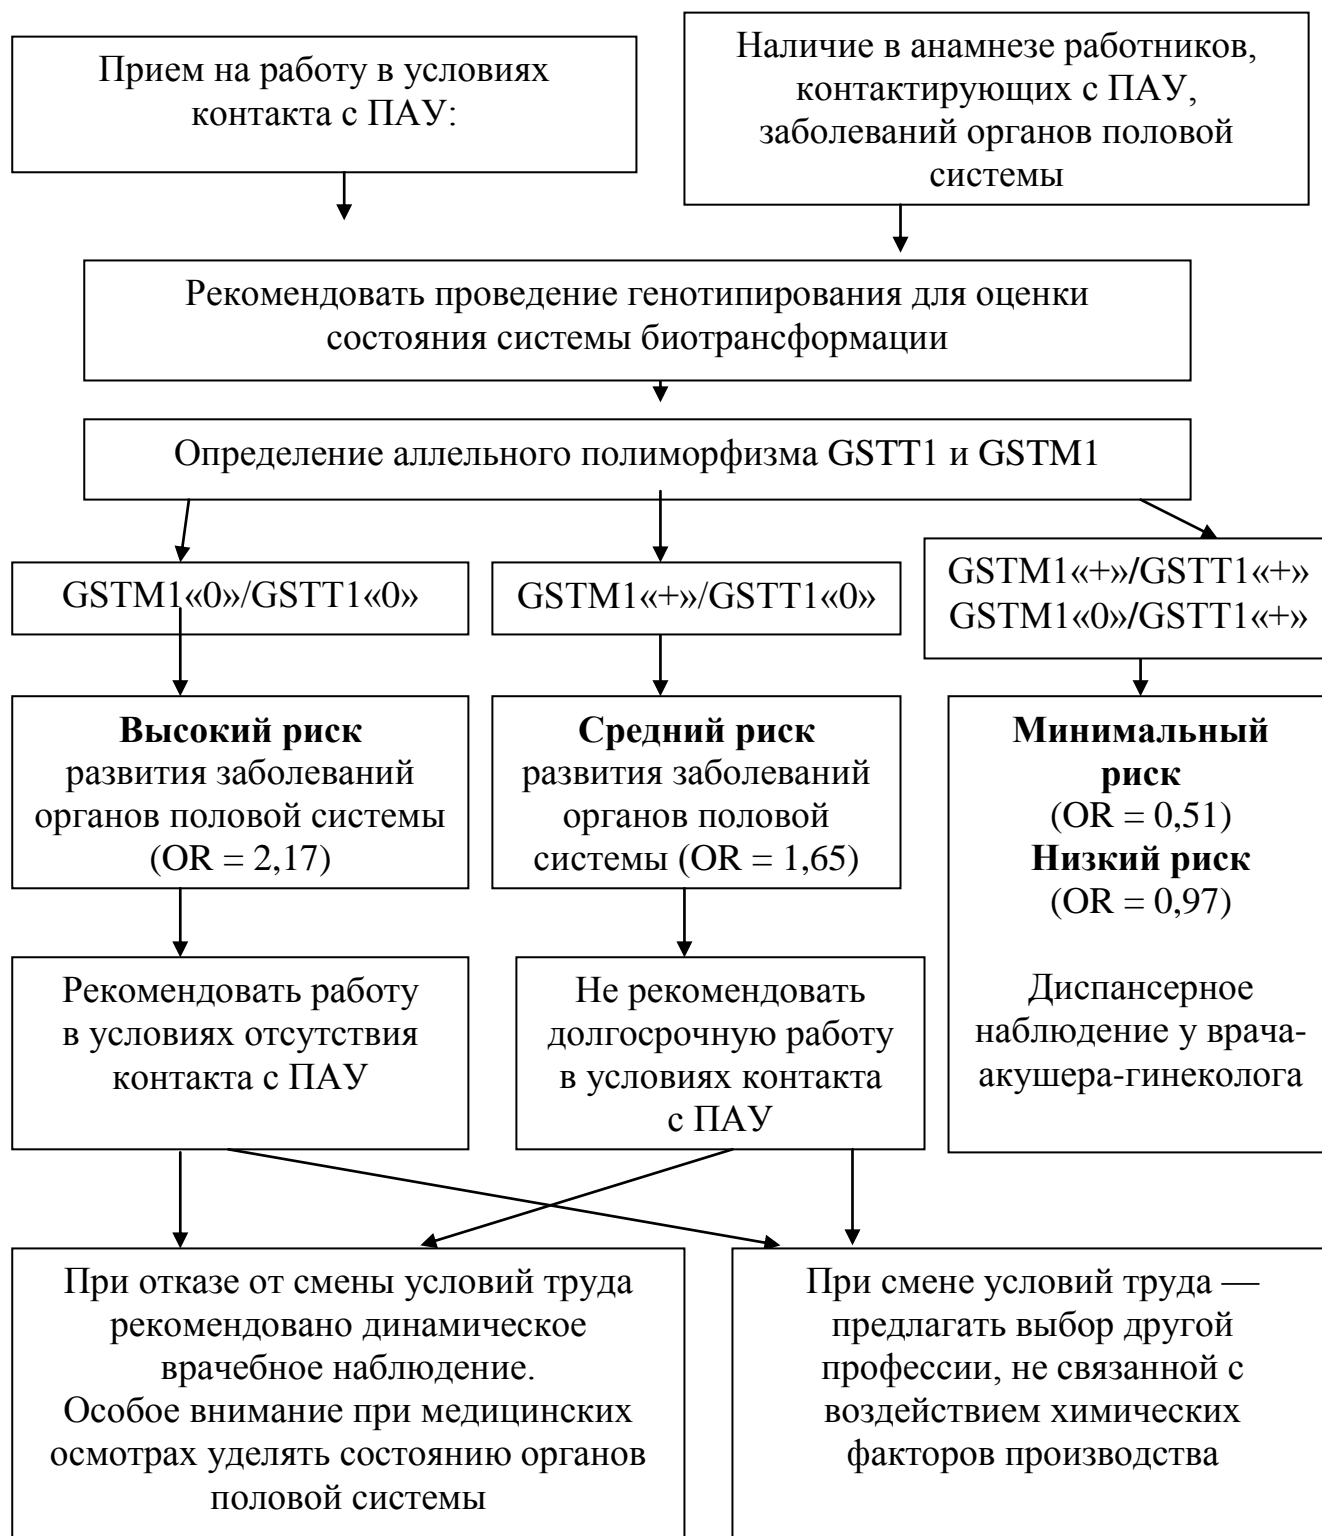 Прием на работу в условиях
контакта с ПАУ:
Наличие в анамнезе работников,
контактирующих с ПАУ,
заболеваний органов половой
системы
Рекомендовать проведение генотипирования для оценки
состояния системы биотрансформации
Определение аллельного полиморфизма GSTT1 и GSTM1
GSTM1«0»/GSTT1«0»
GSTM1«+»/GSTT1«0»
GSTM1«+»/GSTT1«+»
GSTM1«0»/GSTT1«+»
Высокий риск
развития заболеваний
органов половой системы
(OR = 2,17)
Средний риск
развития заболеваний
органов половой
системы (OR = 1,65)
Минимальный
риск
(OR = 0,51)
Низкий риск
(OR = 0,97)
Диспансерное
наблюдение у врача-
акушера-гинеколога
Рекомендовать работу
в условиях отсутствия
контакта с ПАУ
Не рекомендовать
долгосрочную работу
в условиях контакта
с ПАУ
При отказе от смены условий труда
рекомендовано динамическое
врачебное наблюдение.
Особое внимание при медицинских
осмотрах уделять состоянию органов
половой системы
При смене условий труда —
предлагать выбор другой
профессии, не связанной с
воздействием химических
факторов производства